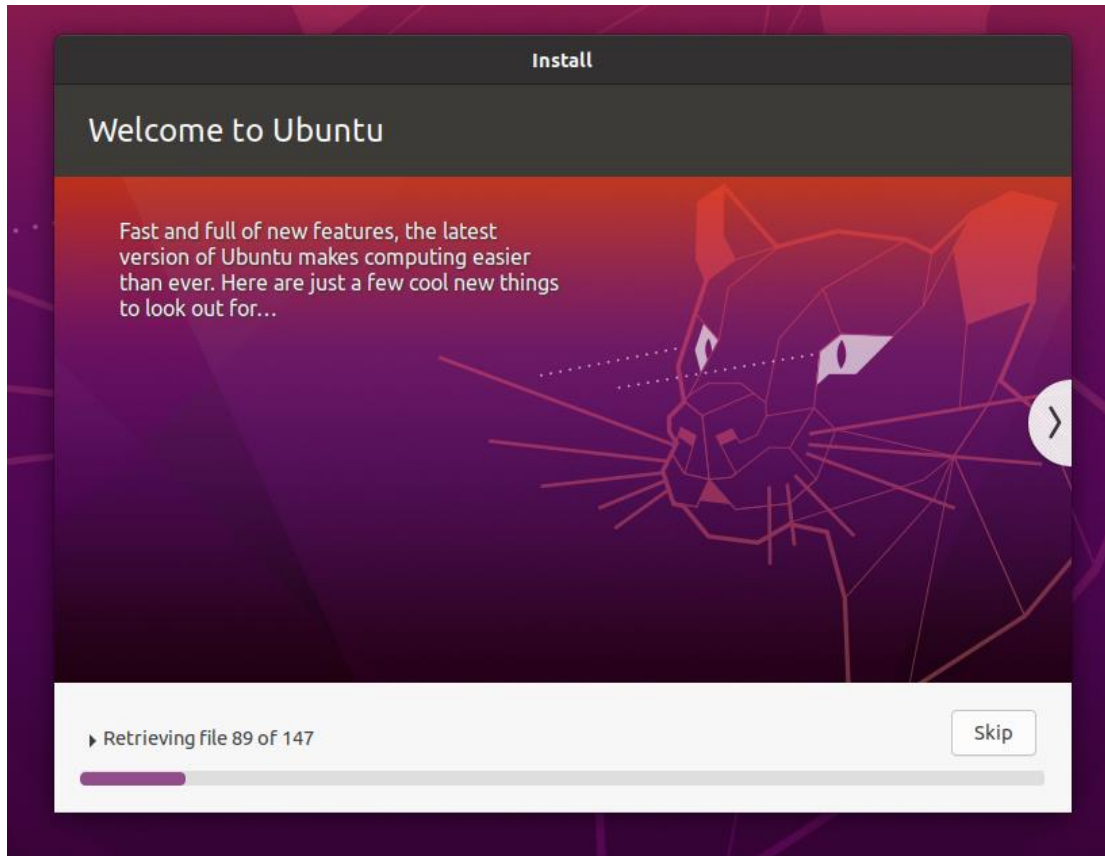 Install
Welcome to Ubuntu
Fast and full of new features, the latest
version of Ubuntu makes computing easier
than ever. Here are just a few cool new things
to look out for…
Retrieving file 89 of 147
Skip